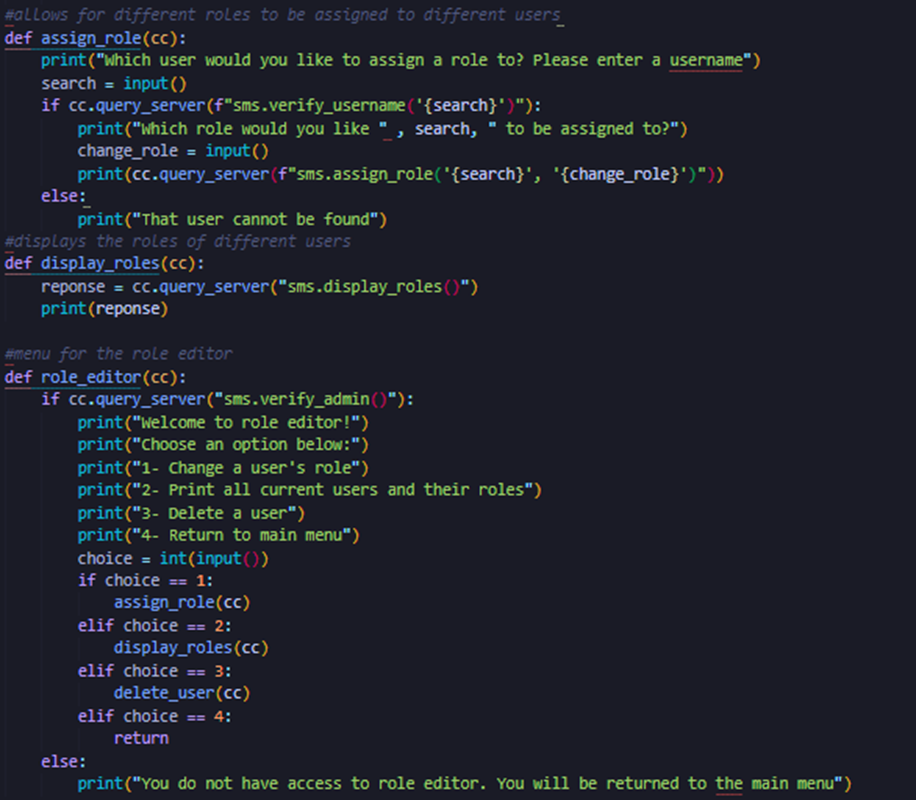 #allows for different roles to be assigned to different users
def assign_role(cc):
    print("Which user would you like to assign a role to? Please enter a username")
    search = input()
    if cc.query_server(f"sms.verify_username('{search}')"):
        print("Which role would you like " , search, " to be assigned to?")
        change_role = input()
        print(cc.query_server(f"sms.assign_role('{search}', '{change_role}')"))
    else:
        print("That user cannot be found")
#displays the roles of different users
def display_roles(cc):
    reponse = cc.query_server("sms.display_roles()")
    print(reponse)

#menu for the role editor
def role_editor(cc):
    if cc.query_server("sms.verify_admin()"):
        print("Welcome to role editor!")
        print("Choose an option below:")
        print("1- Change a user's role")
        print("2- Print all current users and their roles")
        print("3- Delete a user")
        print("4- Return to main menu")
        choice = int(input())
        if choice == 1:
            assign_role(cc)
        elif choice == 2:
            display_roles(cc)
        elif choice == 3:
            delete_user(cc)
        elif choice == 4:
            return
    else:
        print("You do not have access to role editor. You will be returned to the main menu")